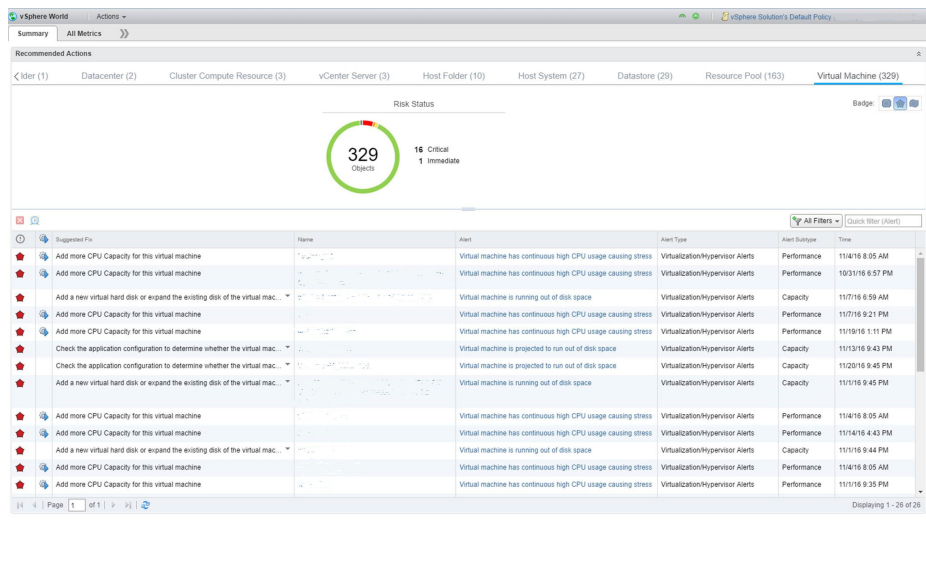 vSphere World Actions vSphere Solution's Default Policy
Summary All Metrics
Recommended Actions
lder (1) Datacenter (2) Cluster Compute Resource (3) vCenter Server (3) Host Folder (10) Host System (27) Datastore (29) Resource Pool (163) Virtual Machine (329)
Risk Status
Badge:
329
Objects
16 Critical
1 Immediate
All Filters Quick filter (Alert)
Suggested Fix Name Alert Alert Type Alert Subtype Time
Add more CPU Capacity for this virtual machine Virtual machine has continuous high CPU usage causing stress Virtualization/Hypervisor Alerts Performance 11/4/16 8:05 AM
Add more CPU Capacity for this virtual machine Virtual machine has continuous high CPU usage causing stress Virtualization/Hypervisor Alerts Performance 10/31/16 6:57 PM
Add a new virtual hard disk or expand the existing disk of the virtual mac... Virtual machine is running out of disk space Virtualization/Hypervisor Alerts Capacity 11/7/16 6:59 AM
Add more CPU Capacity for this virtual machine Virtual machine has continuous high CPU usage causing stress Virtualization/Hypervisor Alerts Performance 11/7/16 9:21 PM
Add more CPU Capacity for this virtual machine Virtual machine has continuous high CPU usage causing stress Virtualization/Hypervisor Alerts Performance 11/19/16 1:11 PM
Check the application configuration to determine whether the virtual mac... Virtual machine is projected to run out of disk space Virtualization/Hypervisor Alerts Capacity 11/13/16 9:43 PM
Check the application configuration to determine whether the virtual mac... Virtual machine is projected to run out of disk space Virtualization/Hypervisor Alerts Capacity 11/20/16 9:45 PM
Add a new virtual hard disk or expand the existing disk of the virtual mac... Virtual machine is running out of disk space Virtualization/Hypervisor Alerts Capacity 11/1/16 9:45 PM
Add more CPU Capacity for this virtual machine Virtual machine has continuous high CPU usage causing stress Virtualization/Hypervisor Alerts Performance 11/4/16 8:05 AM
Add more CPU Capacity for this virtual machine Virtual machine has continuous high CPU usage causing stress Virtualization/Hypervisor Alerts Performance 11/14/16 4:43 PM
Add a new virtual hard disk or expand the existing disk of the virtual mac... Virtual machine is running out of disk space Virtualization/Hypervisor Alerts Capacity 11/1/16 9:44 PM
Add more CPU Capacity for this virtual machine Virtual machine has continuous high CPU usage causing stress Virtualization/Hypervisor Alerts Performance 11/4/16 8:05 AM
Add more CPU Capacity for this virtual machine Virtual machine has continuous high CPU usage causing stress Virtualization/Hypervisor Alerts Performance 11/1/16 9:35 PM
Page 1 of 1 Displaying 1 - 26 of 26